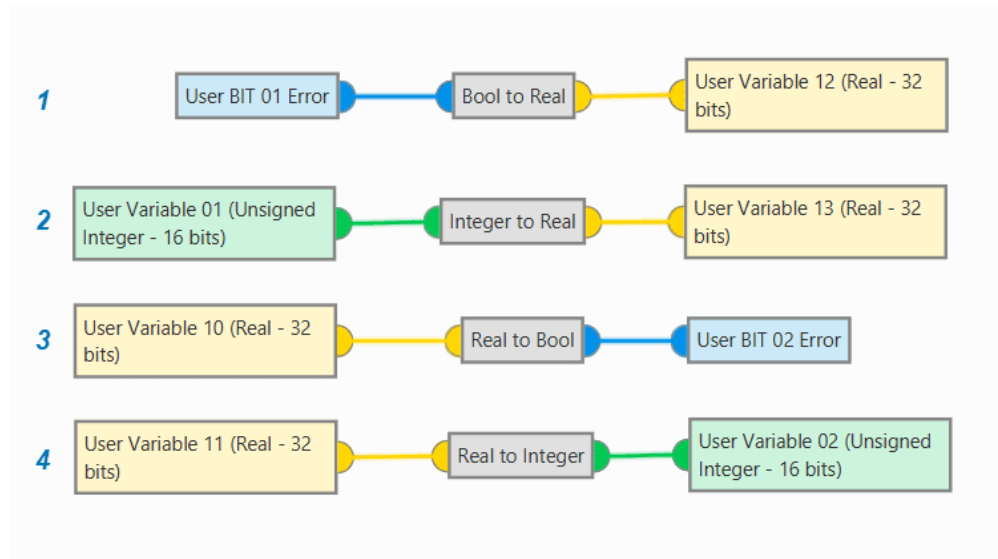 1
User BIT 01 Error
Bool to Real
User Variable 12 (Real - 32
bits)
2
User Variable 01 (Unsigned
Integer - 16 bits)
Integer to Real
User Variable 13 (Real - 32
bits)
3
User Variable 10 (Real - 32
bits)
Real to Bool
User BIT 02 Error
4
User Variable 11 (Real - 32
bits)
Real to Integer
User Variable 02 (Unsigned
Integer - 16 bits)